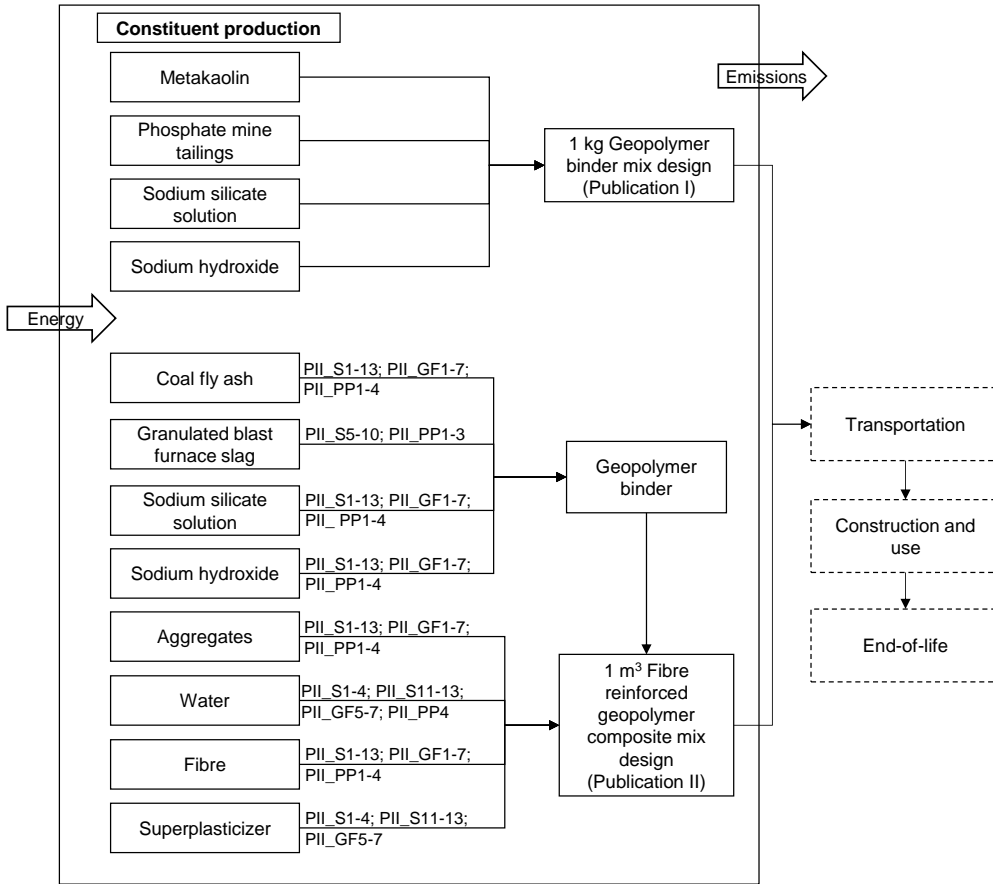 Constituent production
Metakaolin
Emissions
Phosphate mine
tailings
1 kg Geopolymer
binder mix design
(Publication I)
Sodium silicate
solution
Sodium hydroxide
Energy
Coal fly ash
PII_S1-13; PII_GF1-7;
PII_PP1-4
Granulated blast
furnace slag
PII_S5-10; PII_PP1-3
Geopolymer
binder
Sodium silicate
solution
PII_S1-13; PII_GF1-7;
PII_ PP1-4
Sodium hydroxide
PII_S1-13; PII_GF1-7;
PII_PP1-4
Aggregates
PII_S1-13; PII_GF1-7;
PII_PP1-4
Water
PII_S1-4; PII_S11-13;
PII_GF5-7; PII_PP4
Fibre
PII_S1-13; PII_GF1-7;
PII_PP1-4
Superplasticizer
PII_S1-4; PII_S11-13;
PII_GF5-7
1 m³ Fibre
reinforced
geopolymer
composite mix
design
(Publication II)
Transportation
Construction and
use
End-of-life